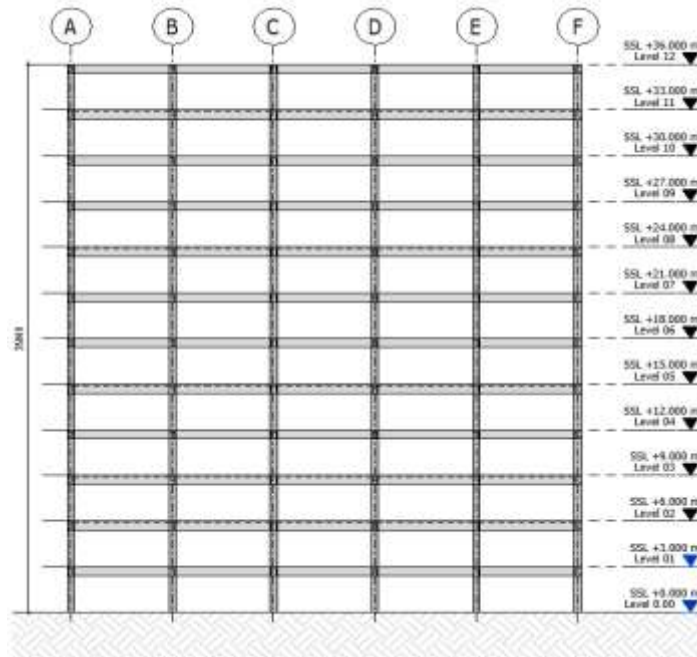 A B C D E F
SSL +36.000 m
Level 12
SSL +33.000 m
Level 11
SSL +30.000 m
Level 10
SSL +27.000 m
Level 09
SSL +24.000 m
Level 08
SSL +21.000 m
Level 07
SSL +18.000 m
Level 06
SSL +15.000 m
Level 05
SSL +12.000 m
Level 04
SSL +9.000 m
Level 03
SSL +6.000 m
Level 02
SSL +3.000 m
Level 01
SSL +0.000 m
Level 0.00